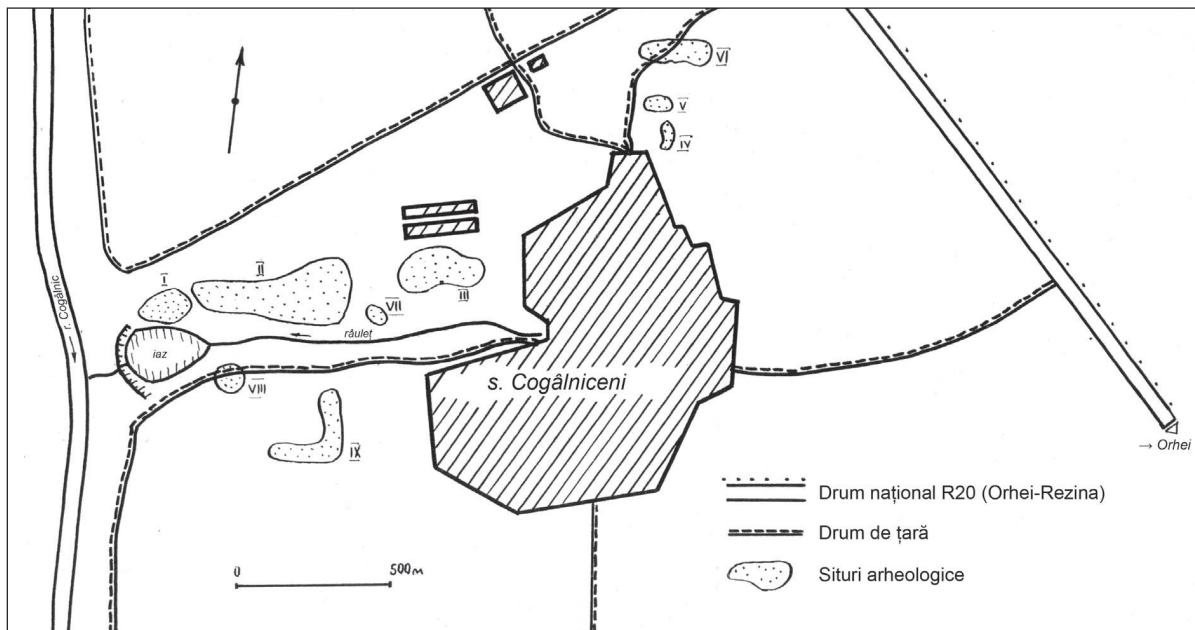 VI
V
IV
I
II
III
VII
r. Cogâlnic
râuleț
iaz
VIII
IX
s. Cogâlniceni
→ Orhei
Drum național R20 (Orhei-Rezina)
Drum de țară
Situri arheologice
0 500m